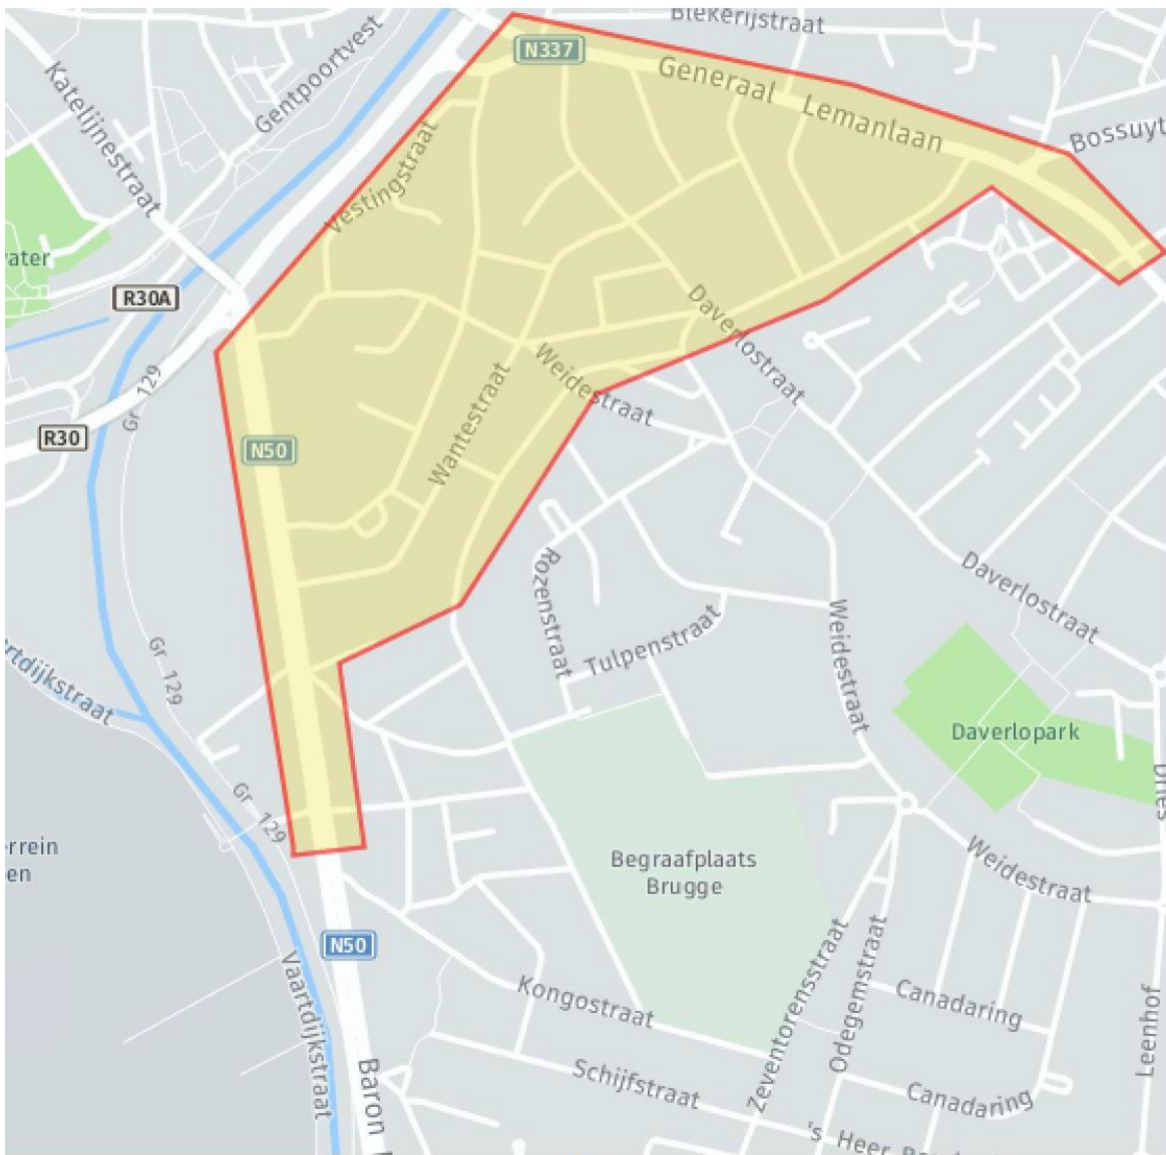 Blekerijstraat
N337
Gentpoortvest
Katelijnestraat
Generaal Lemanlaan
Bossuyt
Vestingstraat
ater
R30A
Daverlostraat
Gr 129
Weidestraat
Wantestraat
R30
N50
Rozenstraat
Daverlostraat
Tulpenstraat
Weidestraat
Gr 129
rtdijkstraat
Daverlopark
Gr 129
Dries
rrein
en
Begraafplaats
Brugge
Weidestraat
N50
Vaartdijkstraat
Kongostraat
Zeventorensstraat
Odegemstraat
Canadaring
Leenhof
Baron
Schijfstraat
Canadaring
's Heer